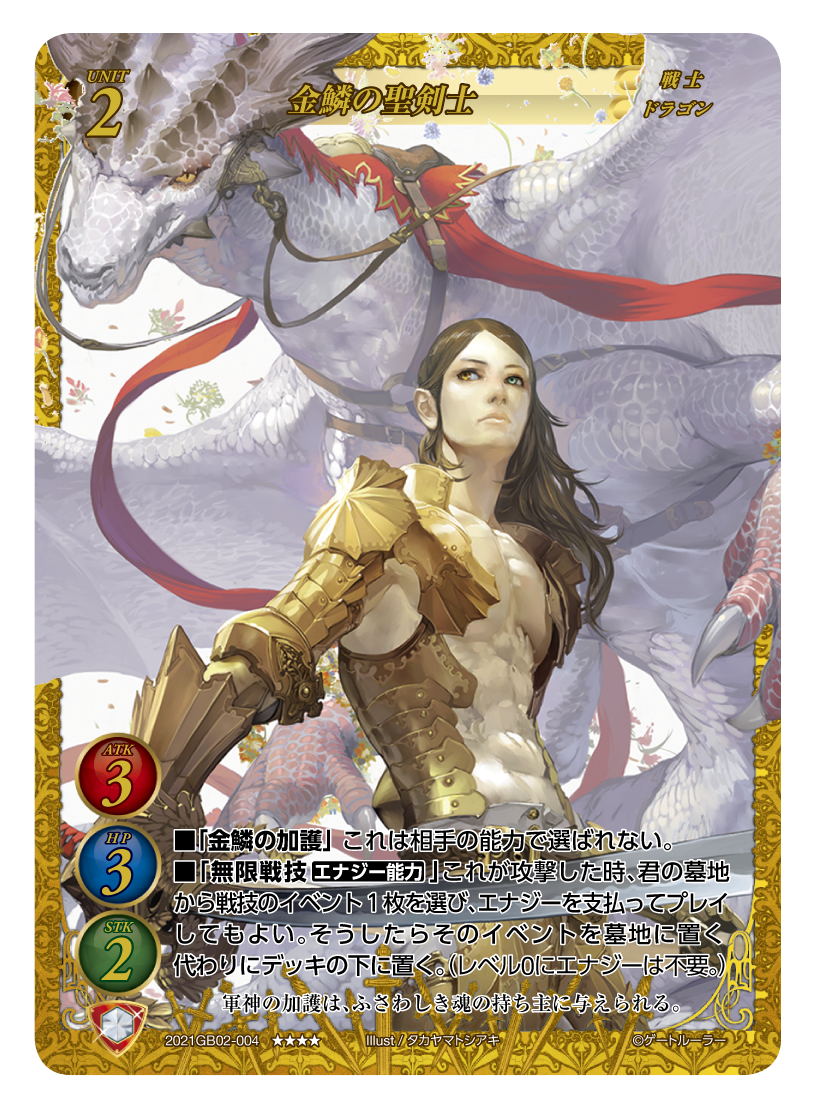 UNIT
2
金鱗の聖剣士
戦士
ドラゴン
ATK
3
HP
3
STK
2
■「金鱗の加護」これは相手の能力で選ばれない。
■「無限戦技 エナジー能力」これが攻撃した時、君の墓地
から戦技のイベント1枚を選び、エナジーを支払ってプレイ
してもよい。そうしたらそのイベントを墓地に置く
代わりにデッキの下に置く。（レベル0にエナジーは不要。）
軍神の加護は、ふさわしき魂の持ち主に与えられる。
2021GB02-004 ★★★★ Illust / タカヤマトシアキ ©ゲートルーラー